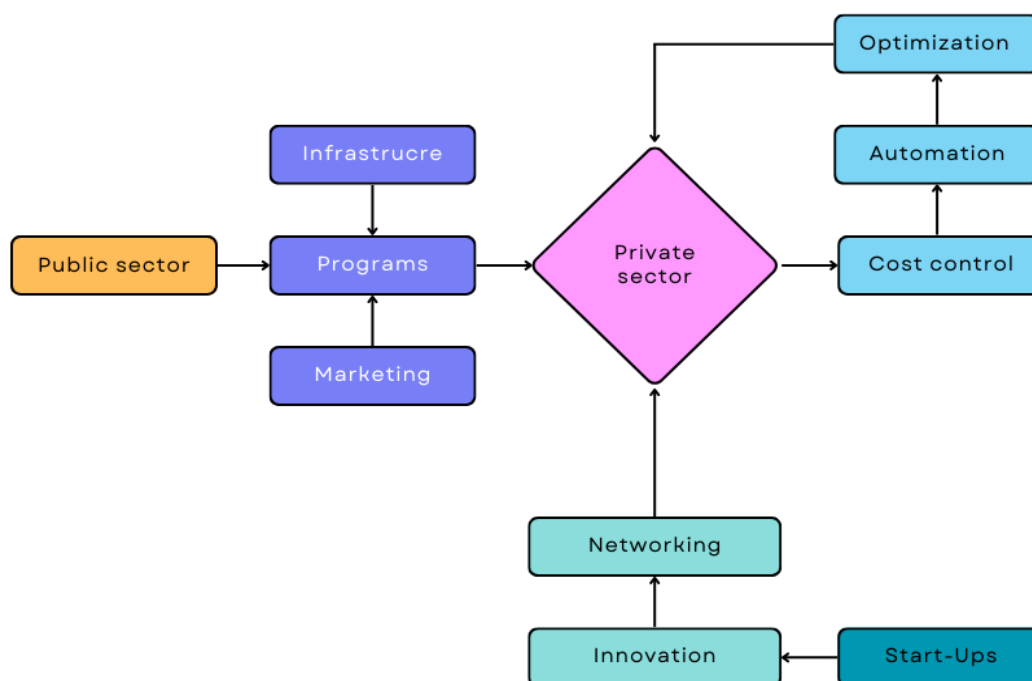 Optimization
Infrastrucre
Automation
Public sector
Programs
Private
sector
Cost control
Marketing
Networking
Innovation
Start-Ups